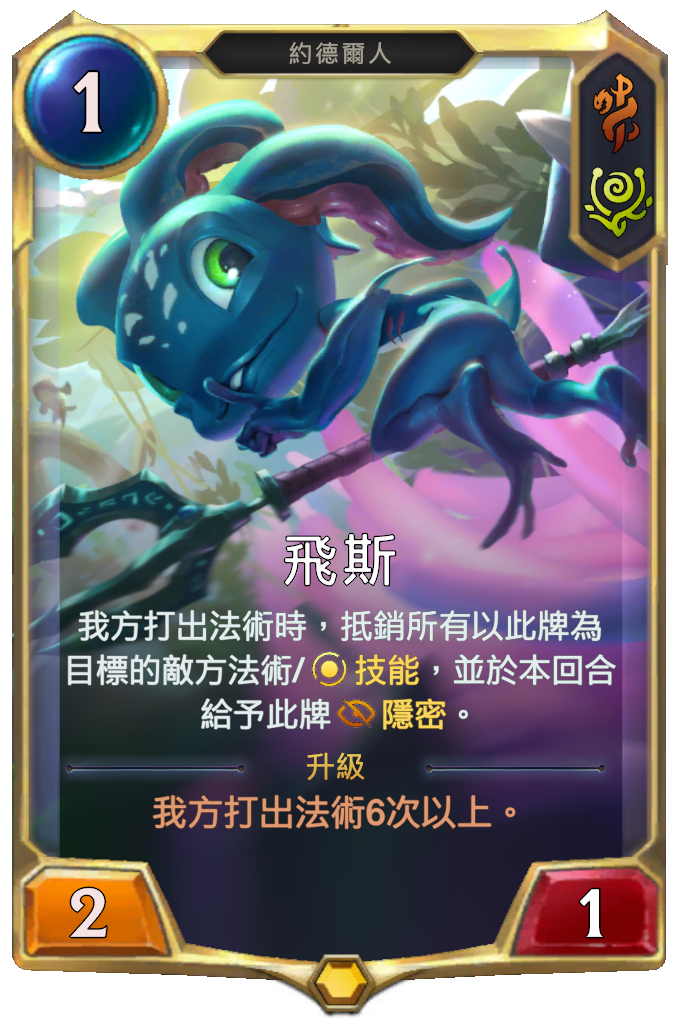 約德爾人
1
飛斯
我方打出法術時，抵銷所有以此牌為
目標的敵方法術/技能，並於本回合
給予此牌隱密。
升級
我方打出法術6次以上。
2
1